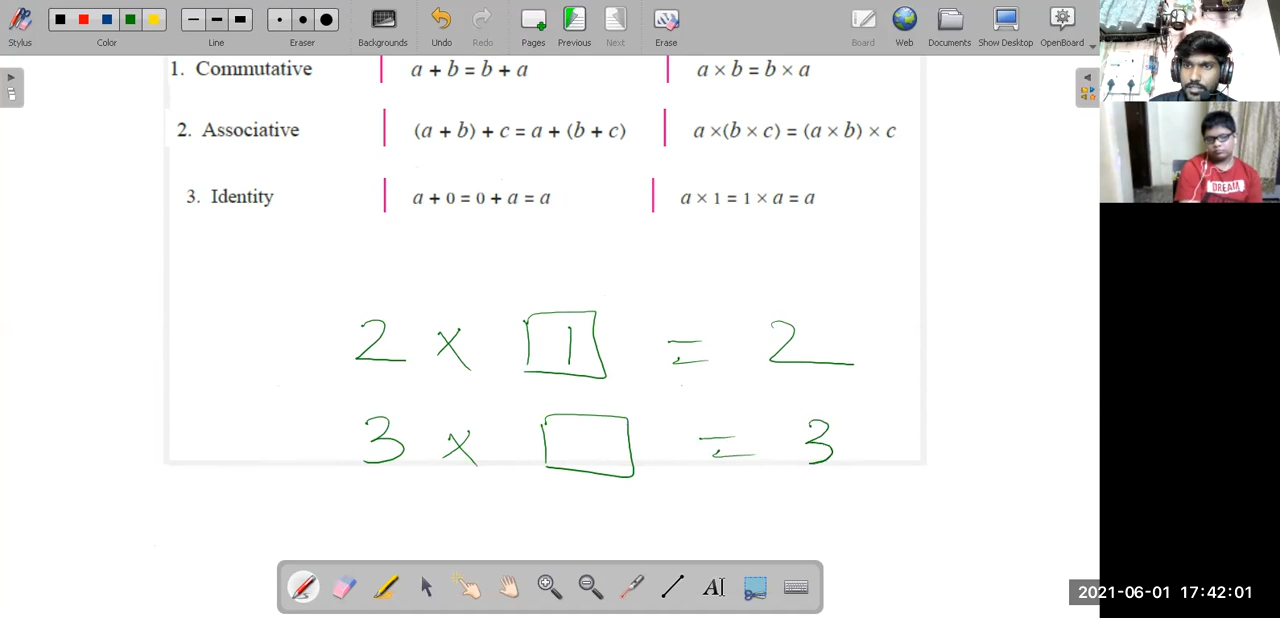 Stylus Color Line Eraser Backgrounds Undo Redo Pages Previous Next Erase Board Web Documents Show Desktop OpenBoard
1. Commutative a + b = b + a a × b = b × a
2. Associative (a + b) + c = a + (b + c) a ×(b × c) = (a × b) × c
3. Identity a + 0 = 0 + a = a a × 1 = 1 × a = a
2 × 1 = 2
3 × = 3
DREAM
AI
2021-06-01 17:42:01